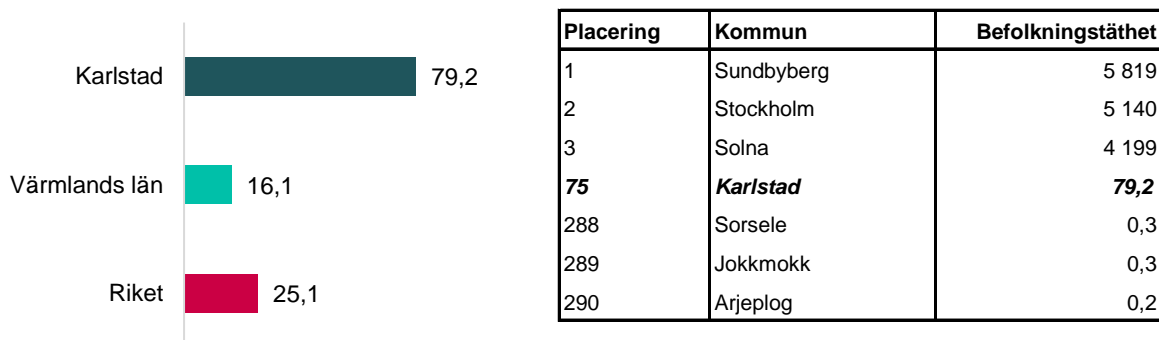 Karlstad 79,2
Värmlands län 16,1
Riket 25,1
Placering Kommun Befolkningstäthet
1 Sundbyberg 5 819
2 Stockholm 5 140
3 Solna 4 199
75 Karlstad 79,2
288 Sorsele 0,3
289 Jokkmokk 0,3
290 Arjeplog 0,2